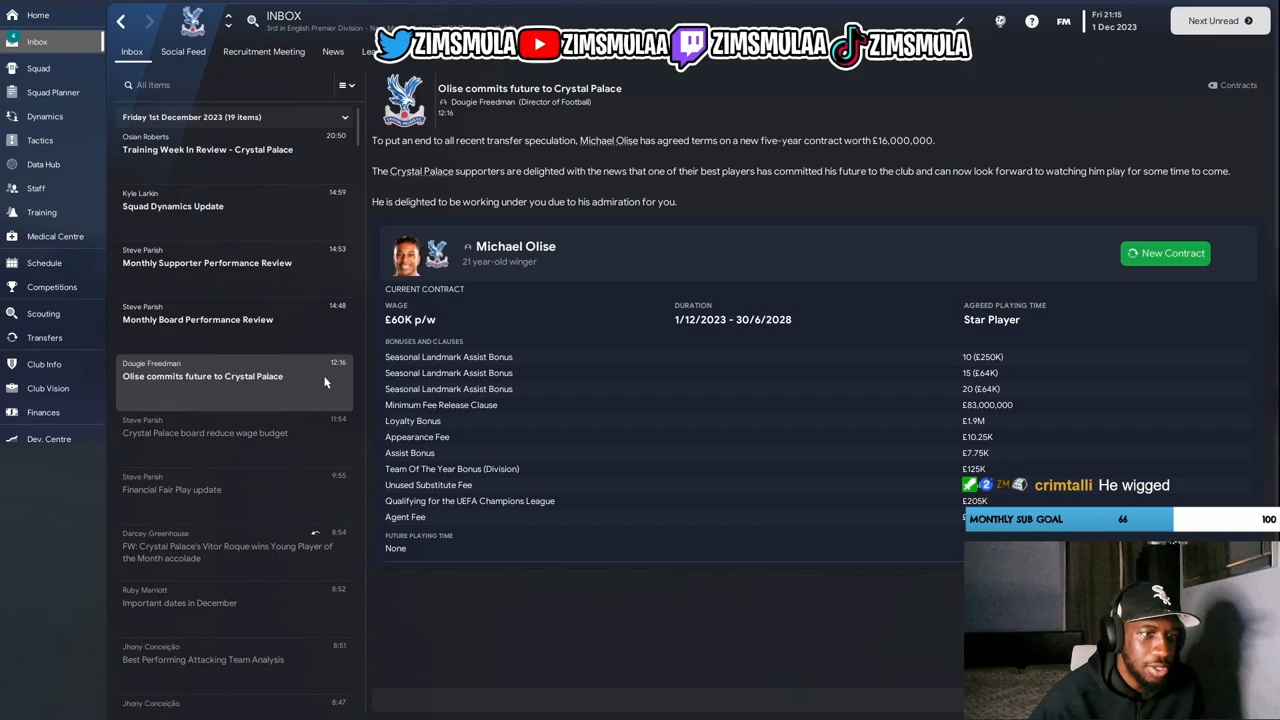 Home
Inbox
Squad
Squad Planner
Dynamics
Tactics
Data Hub
Staff
Training
Medical Centre
Schedule
Competitions
Scouting
Transfers
Club Info
Club Vision
Finances
Dev. Centre
INBOX
3rd in English Premier Division
FM
Fri 21:15
1 Dec 2023
Next Unread
ZIMSMULA
ZIMSMULAA
ZIMSMULAA
ZIMSMULA
Inbox
Social Feed
Recruitment Meeting
News
All Items
Friday 1st December 2023 (19 items)
Osian Roberts
20:50
Training Week In Review - Crystal Palace
Kyle Larkin
14:59
Squad Dynamics Update
Steve Parish
14:53
Monthly Supporter Performance Review
Steve Parish
14:48
Monthly Board Performance Review
Dougie Freedman
12:16
Olise commits future to Crystal Palace
Steve Parish
11:54
Crystal Palace board reduce wage budget
Steve Parish
9:55
Financial Fair Play update
Darcey Greenhouse
8:54
FW: Crystal Palace's Vitor Roque wins Young Player of
the Month accolade
Ruby Marriott
8:52
Important dates in December
Jhony Conceição
8:51
Best Performing Attacking Team Analysis
Jhony Conceição
8:47
Olise commits future to Crystal Palace
Dougie Freedman (Director of Football)
12:16
Contracts
To put an end to all recent transfer speculation, Michael Olise has agreed terms on a new five-year contract worth £16,000,000.
The Crystal Palace supporters are delighted with the news that one of their best players has committed his future to the club and can now look forward to watching him play for some time to come.
He is delighted to be working under you due to his admiration for you.
Michael Olise
21 year-old winger
New Contract
CURRENT CONTRACT
WAGE
DURATION
AGREED PLAYING TIME
£60K p/w
1/12/2023 - 30/6/2028
Star Player
BONUSES AND CLAUSES
Seasonal Landmark Assist Bonus
10 (£250K)
Seasonal Landmark Assist Bonus
15 (£64K)
Seasonal Landmark Assist Bonus
20 (£64K)
Minimum Fee Release Clause
£83,000,000
Loyalty Bonus
£1.9M
Appearance Fee
£10.25K
Assist Bonus
£7.75K
Team Of The Year Bonus (Division)
£125K
Unused Substitute Fee
Qualifying for the UEFA Champions League
£205K
Agent Fee
FUTURE PLAYING TIME
None
ZM crimtalli He wigged
MONTHLY SUB GOAL 66 100